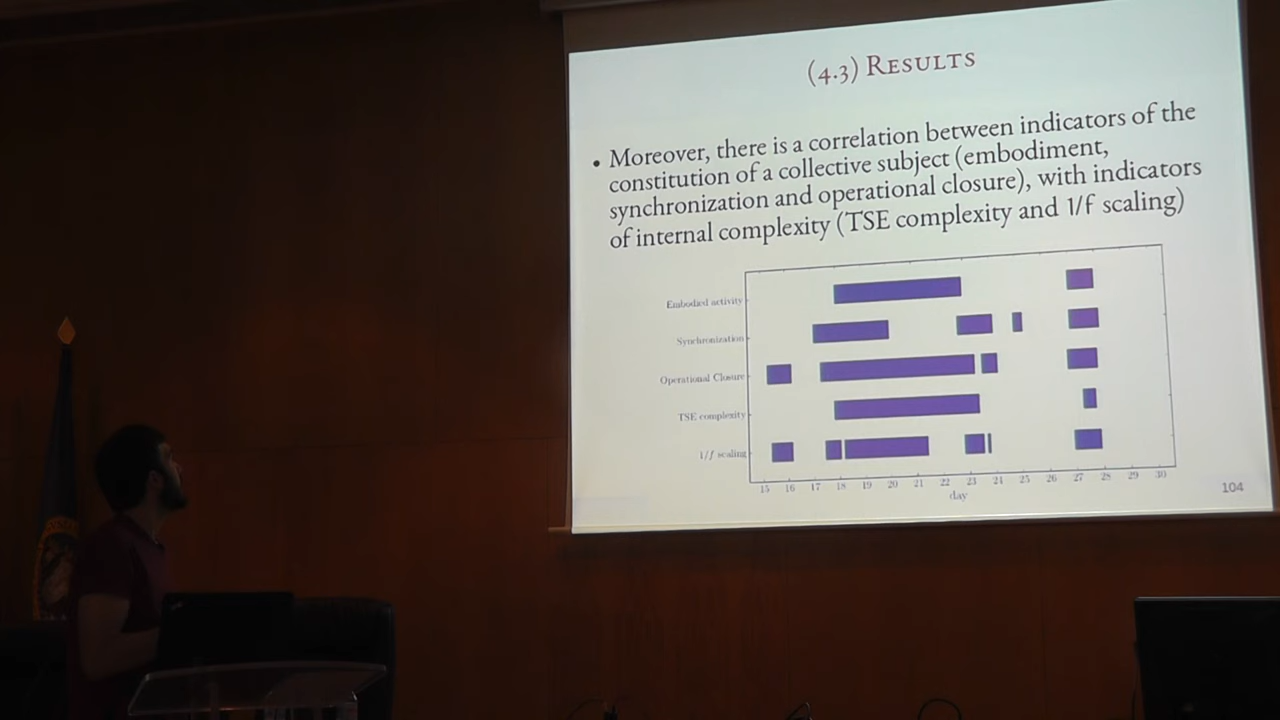 (4.3) Results
• Moreover, there is a correlation between indicators of the
constitution of a collective subject (embodiment,
synchronization and operational closure), with indicators
of internal complexity (TSE complexity and 1/f scaling)
Embodied activity
Synchronization
Operational Closure
TSE complexity
1/f scaling
15 16 17 18 19 20 21 22 23 24 25 26 27 28 29 30
day
104